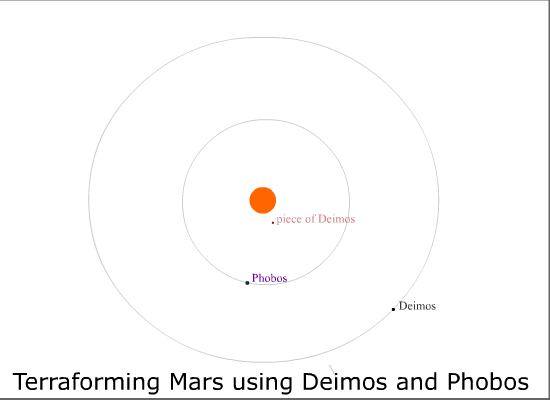 piece of Deimos
Phobos
Deimos
Terraforming Mars using Deimos and Phobos